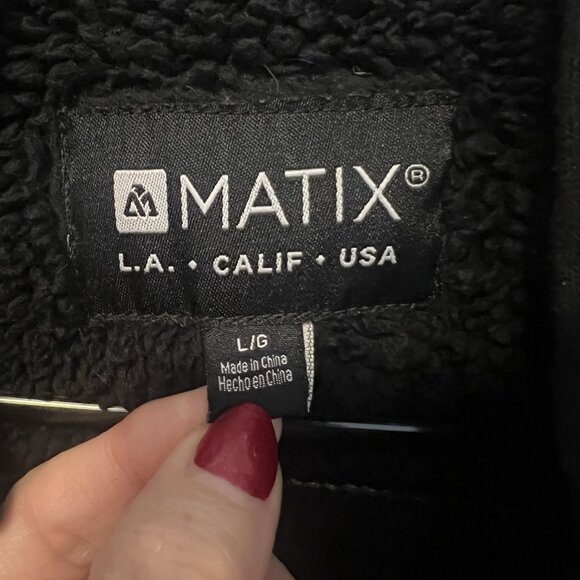 MATIX®
L.A. • CALIF • USA
L/G
Made in China
Hecho en China